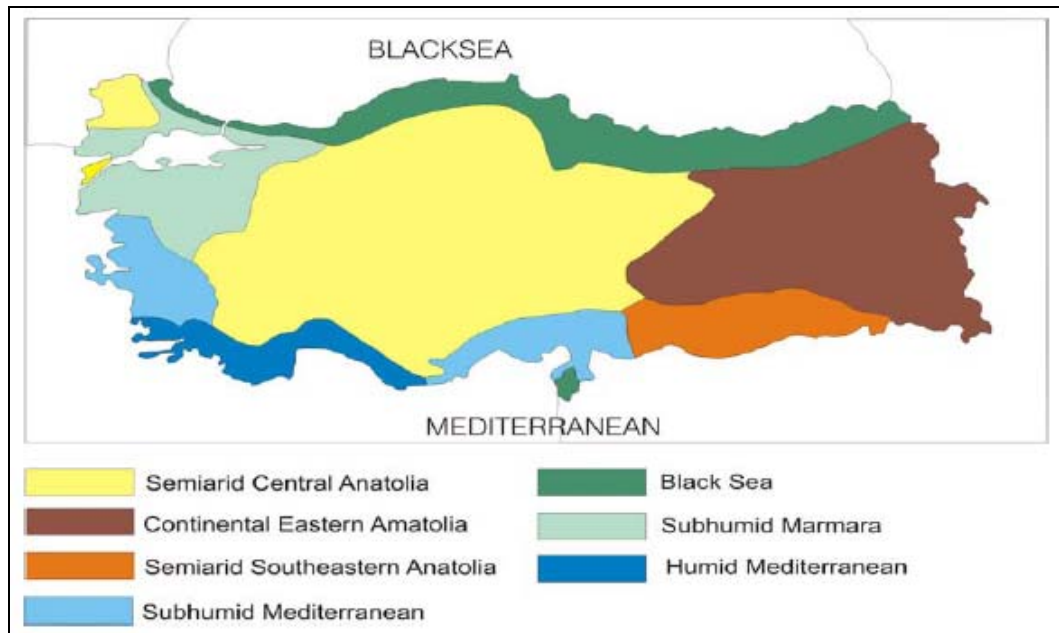 BLACKSEA
MEDITERRANEAN
Semiarid Central Anatolia
Continental Eastern Amatolia
Semiarid Southeastern Anatolia
Subhumid Mediterranean
Black Sea
Subhumid Marmara
Humid Mediterranean